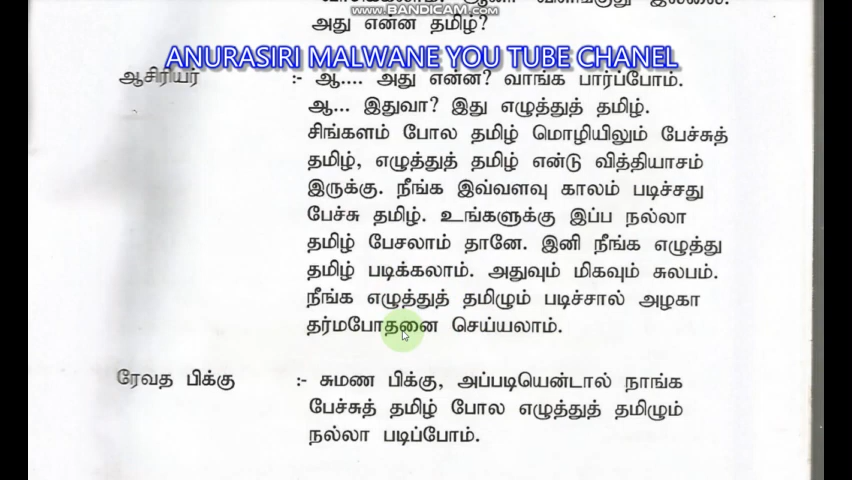 www.BANDICAM.com
அது என்ன தமிழ்?
ANURASIRI MALWANE YOU TUBE CHANEL
ஆசிரியர் :- ஆ.... அது என்ன? வாங்க பார்ப்போம்.
ஆ... இதுவா? இது எழுத்துத் தமிழ்.
சிங்களம் போல தமிழ் மொழியிலும் பேச்சுத்
தமிழ், எழுத்துத் தமிழ் என்டு வித்தியாசம்
இருக்கு. நீங்க இவ்வளவு காலம் படிச்சது
பேச்சு தமிழ். உங்களுக்கு இப்ப நல்லா
தமிழ் பேசலாம் தானே. இனி நீங்க எழுத்து
தமிழ் படிக்கலாம். அதுவும் மிகவும் சுலபம்.
நீங்க எழுத்துத் தமிழும் படிச்சால் அழகா
தர்மபோதனை செய்யலாம்.
ரேவத பிக்கு :- சுமண பிக்கு, அப்படியென்டால் நாங்க
பேச்சுத் தமிழ் போல எழுத்துத் தமிழும்
நல்லா படிப்போம்.